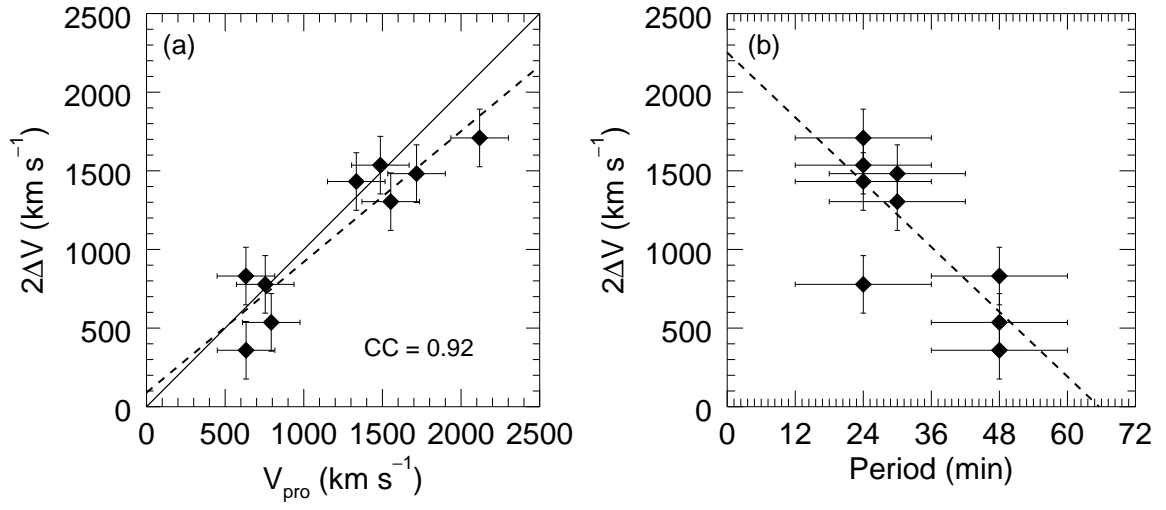 (a)
2500
2000
1500
1000
500
0
2ΔV (km s⁻¹)
CC = 0.92
0 500 1000 1500 2000 2500
V_pro (km s⁻¹)
(b)
2500
2000
1500
1000
500
0
2ΔV (km s⁻¹)
0 12 24 36 48 60 72
Period (min)